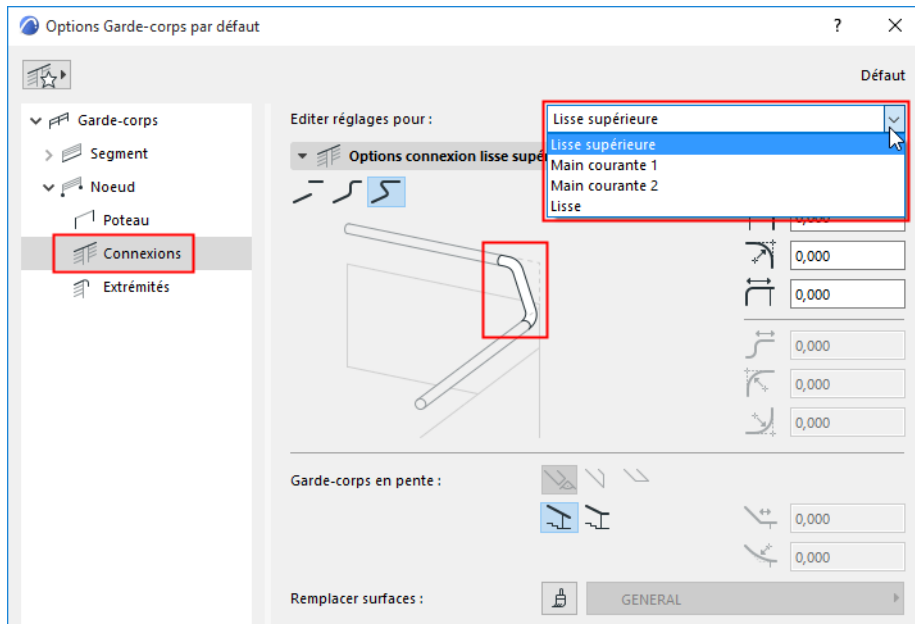 Options Garde-corps par défaut
Défaut
Garde-corps
Segment
Noeud
Poteau
Connexions
Extrémités
Editer réglages pour :
Lisse supérieure
Lisse supérieure
Main courante 1
Main courante 2
Lisse
Options connexion lisse supé
0,000
0,000
0,000
0,000
0,000
0,000
Garde-corps en pente :
0,000
0,000
Remplacer surfaces :
GENERAL